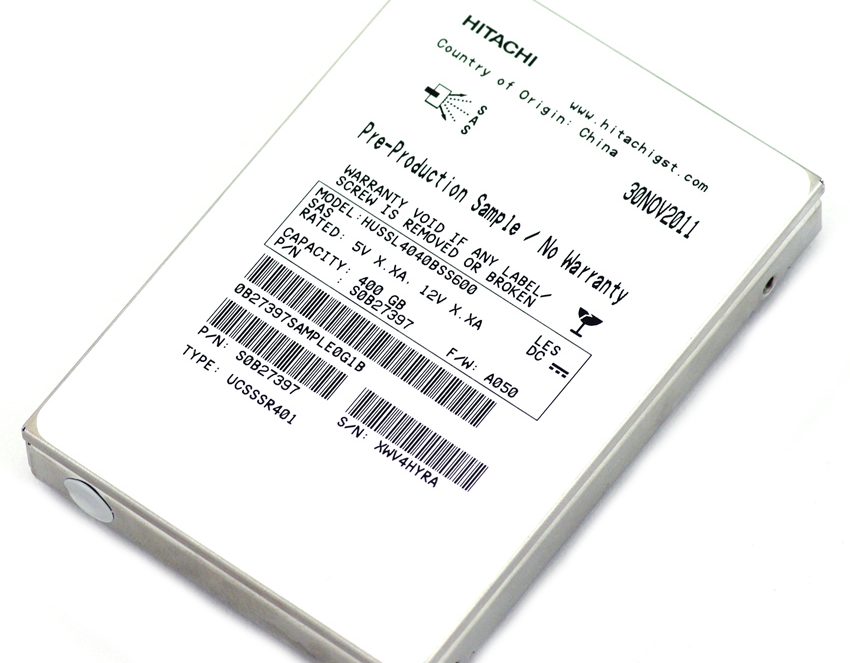 HITACHI
Country of Origin: China
www.hitachigst.com
SAS
30NOV2011
Pre-Production Sample / No Warranty
WARRANTY VOID IF ANY LABEL/
SCREW IS REMOVED OR BROKEN
MODEL:HUSSL4040BSS600
SAS
RATED: 5V X.XA, 12V X.XA
CAPACITY: 400 GB
P/N : S0B27397
F/W: A050
LES
DC
0B27397SAMPLE0G1B
P/N: S0B27397
TYPE: UCSSSR401
S/N: XWV4HYRA